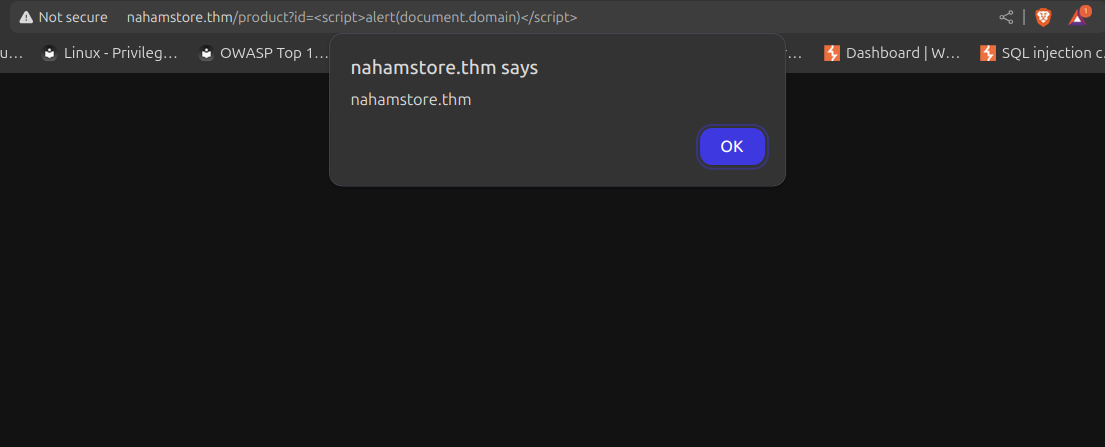 Not secure nahamstore.thm/product?id=<script>alert(document.domain)</script>
u... Linux - Privileg... OWASP Top 1... r... Dashboard | W... SQL injection c...
nahamstore.thm says
nahamstore.thm
OK